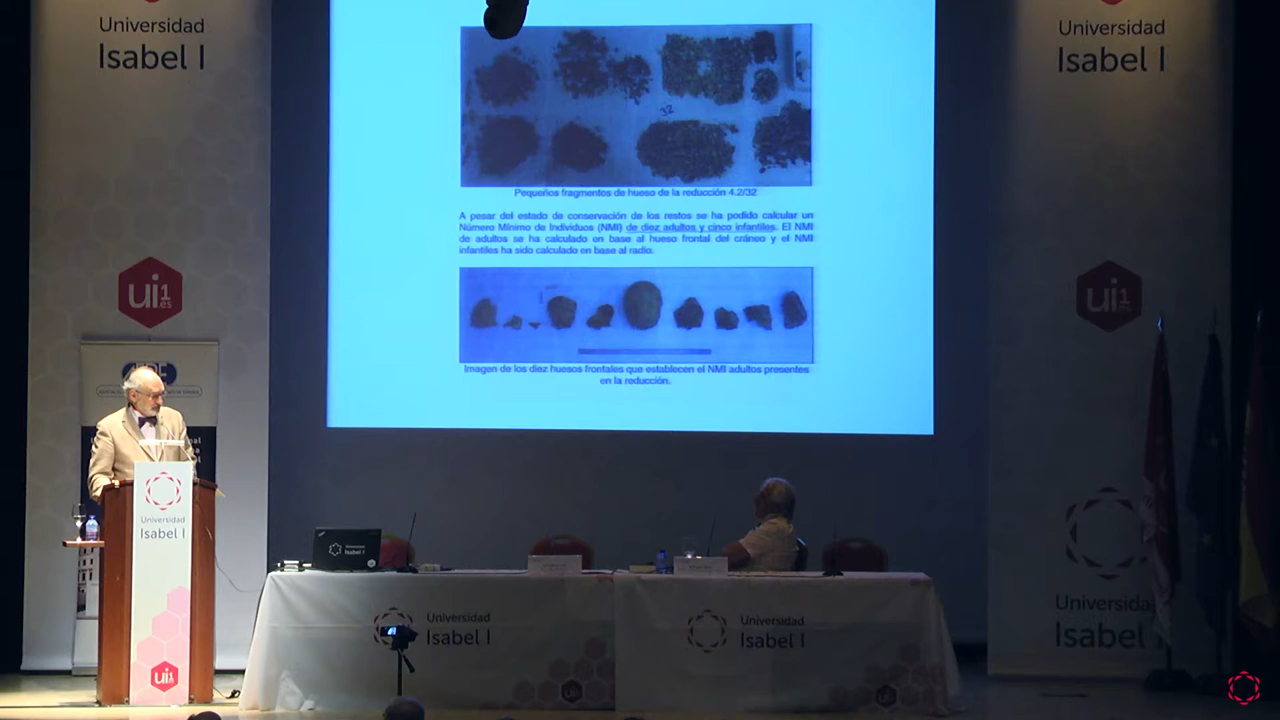 Universidad
Isabel I
Universidad
Isabel I
Pequeños fragmentos de hueso de la reducción 4.2/32
A pesar del estado de conservación de los restos se ha podido calcular un
Número Mínimo de Individuos (NMI) de diez adultos y cinco infantiles. El NMI
de adultos se ha calculado en base al hueso frontal del cráneo y el NMI
infantiles ha sido calculado en base al radio.
Imagen de los diez huesos frontales que establecen el NMI adultos presentes
en la reducción.
ui1
.es
ui1
Universidad
Isabel I
Universidad
Isabel I
Universidad
Isabel I
Universidad
Isabel I
Universida
Isabel I
ui1
ui1
ui1